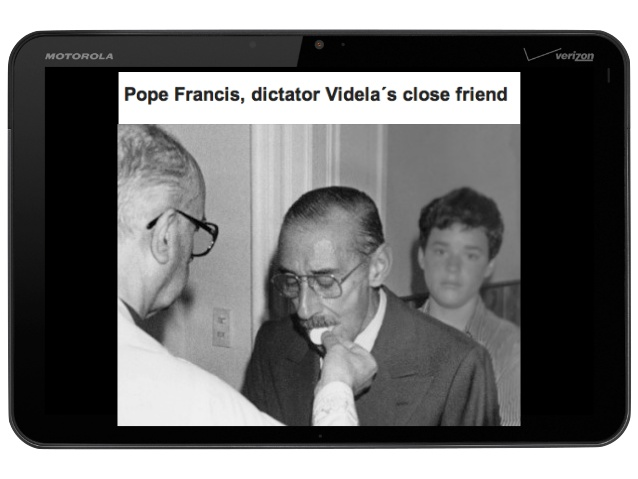 MOTOROLA
verizon
Pope Francis, dictator Videla´s close friend